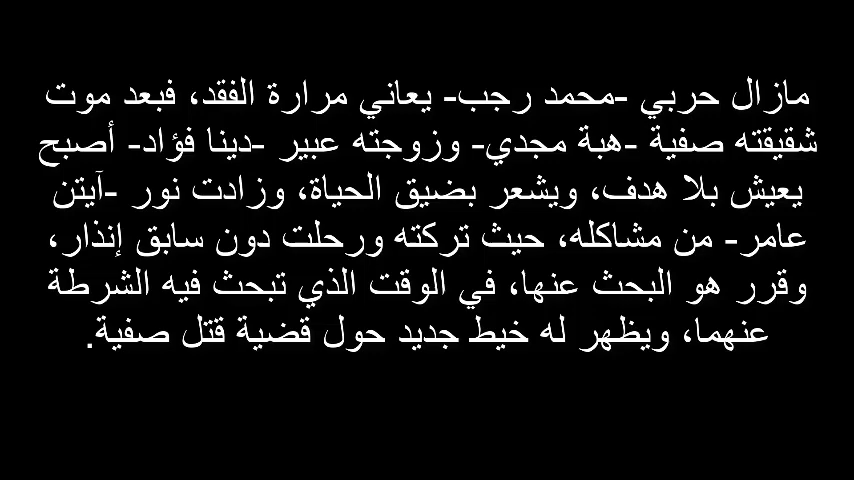 مازال حربي -محمد رجب- يعاني مرارة الفقد، فبعد موت
شقيقته صفية -هبة مجدي- وزوجته عبير -دينا فؤاد- أصبح
يعيش بلا هدف، ويشعر بضيق الحياة، وزادت نور -آيتن
عامر- من مشاكله، حيث تركته ورحلت دون سابق إنذار،
وقرر هو البحث عنها، في الوقت الذي تبحث فيه الشرطة
عنهما، ويظهر له خيط جديد حول قضية قتل صفية.